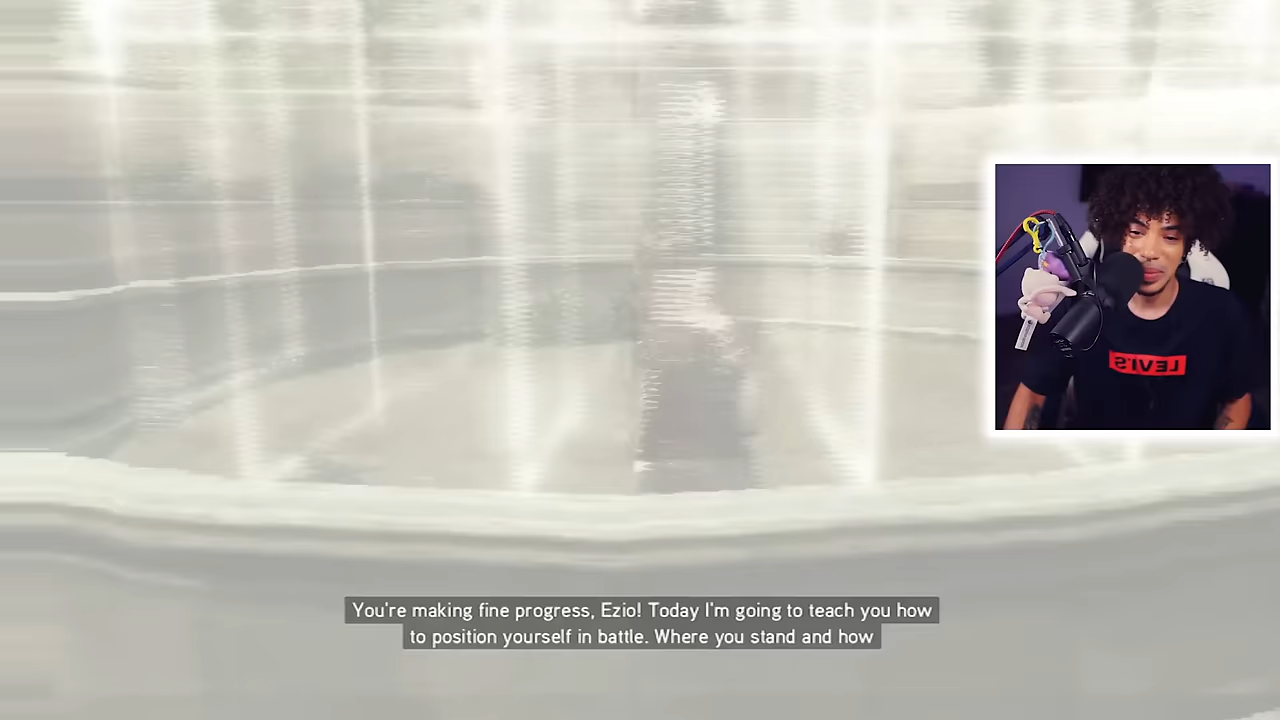 LEVI'S
You're making fine progress, Ezio! Today I'm going to teach you how
to position yourself in battle. Where you stand and how